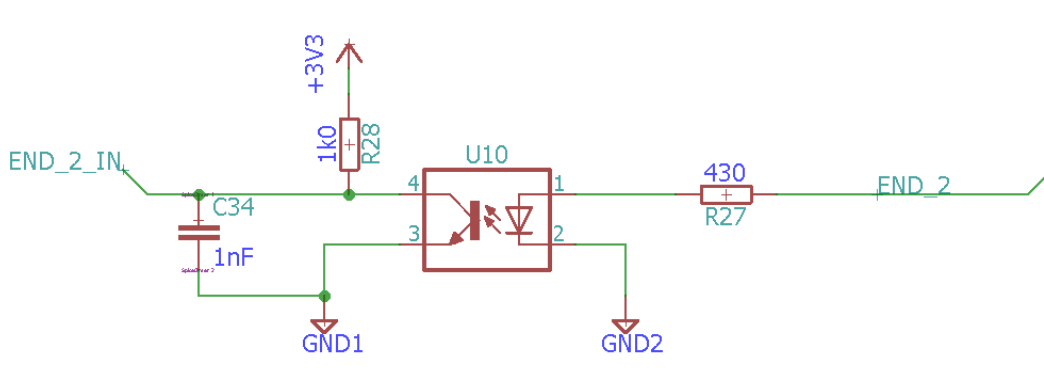 +3V3
1k0
R28
END_2_IN
C34
1nF
U10
4
3
1
2
430
R27
END_2
GND1
GND2